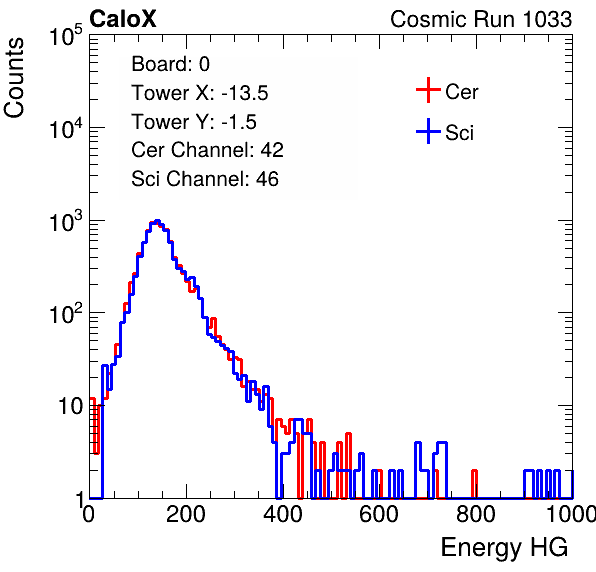 CaloX Cosmic Run 1033
Counts
10^5
10^4
10^3
10^2
10
1
Board: 0
Tower X: -13.5
Tower Y: -1.5
Cer Channel: 42
Sci Channel: 46
Cer
Sci
0 200 400 600 800 1000
Energy HG